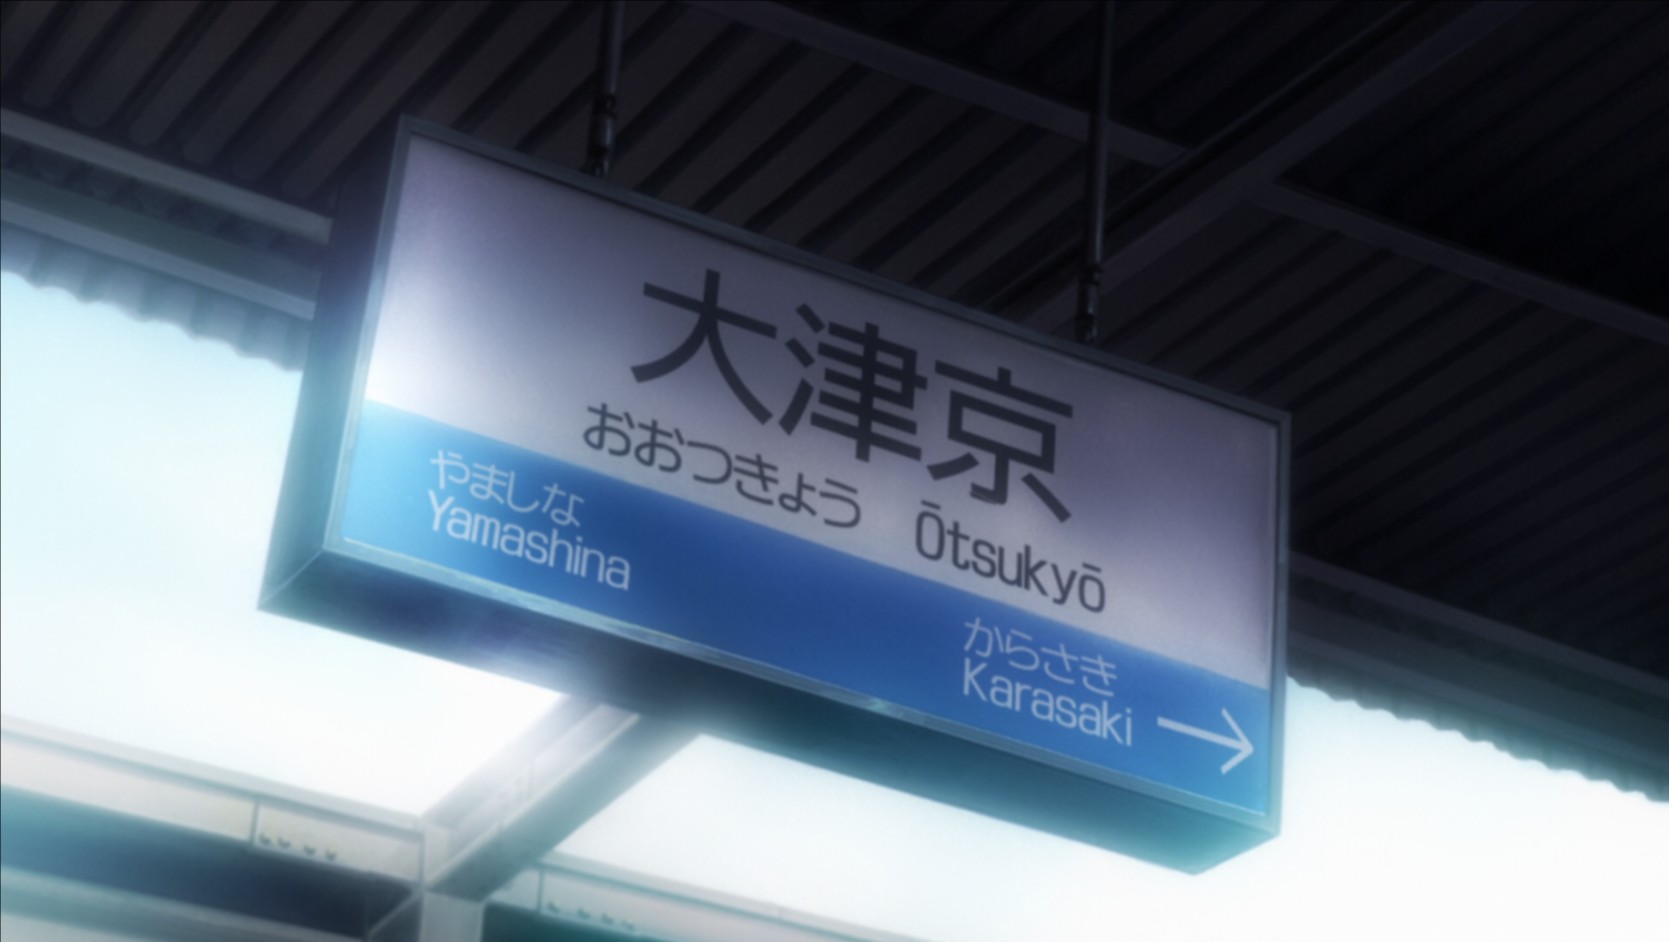 大津京
おおつきょう Ōtsukyō
やましな
Yamashina
からさき
Karasaki →